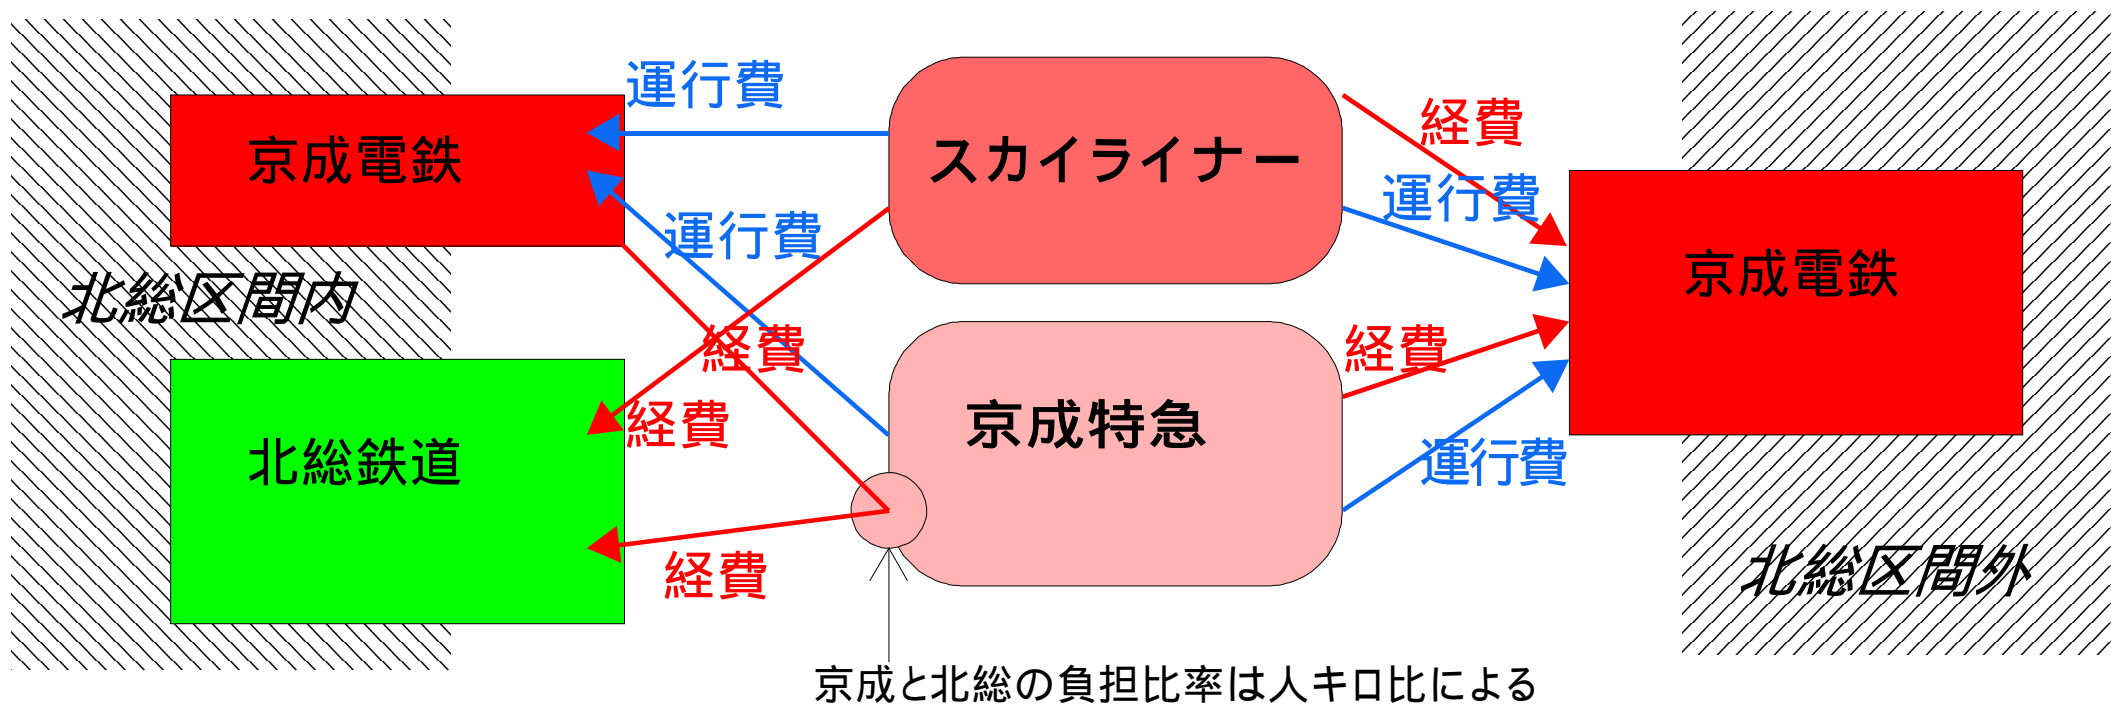 運行費
スカイライナー
経費
京成電鉄
運行費
運行費
京成電鉄
北総区間内
経費
経費
京成特急
経費
北総鉄道
運行費
経費
北総区間外
京成と北総の負担比率は人キロ比による